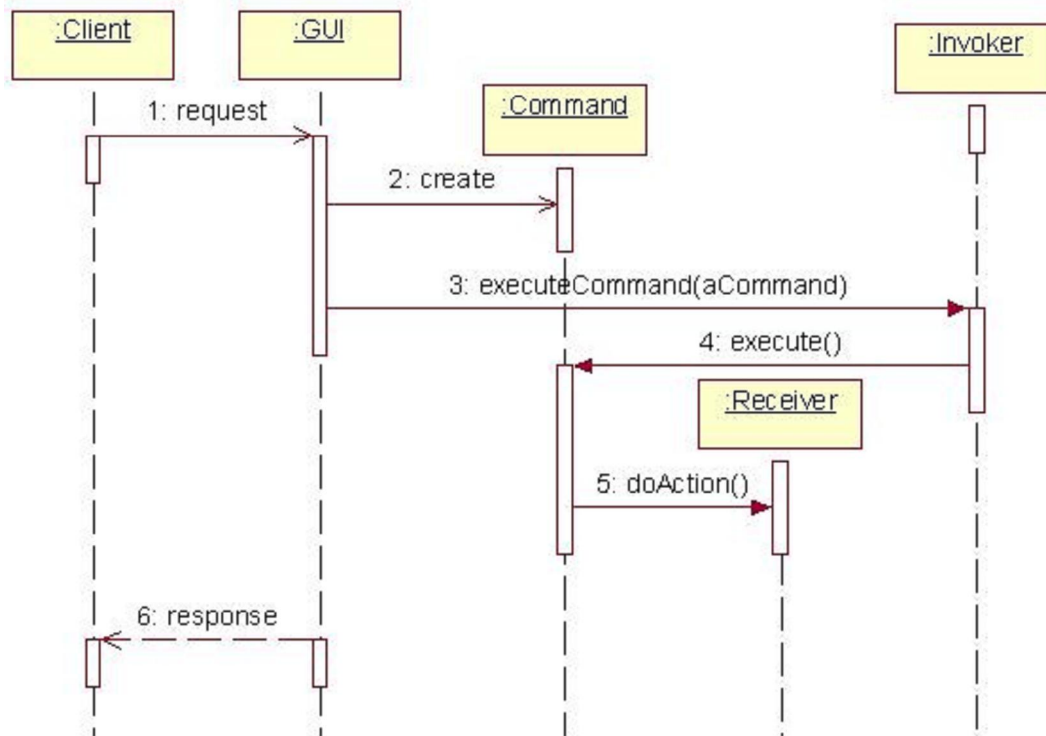 :Client
:GUI
:Invoker
:Command
1: request
2: create
3: executeCommand(aCommand)
4: execute()
:Receiver
5: doAction()
6: response